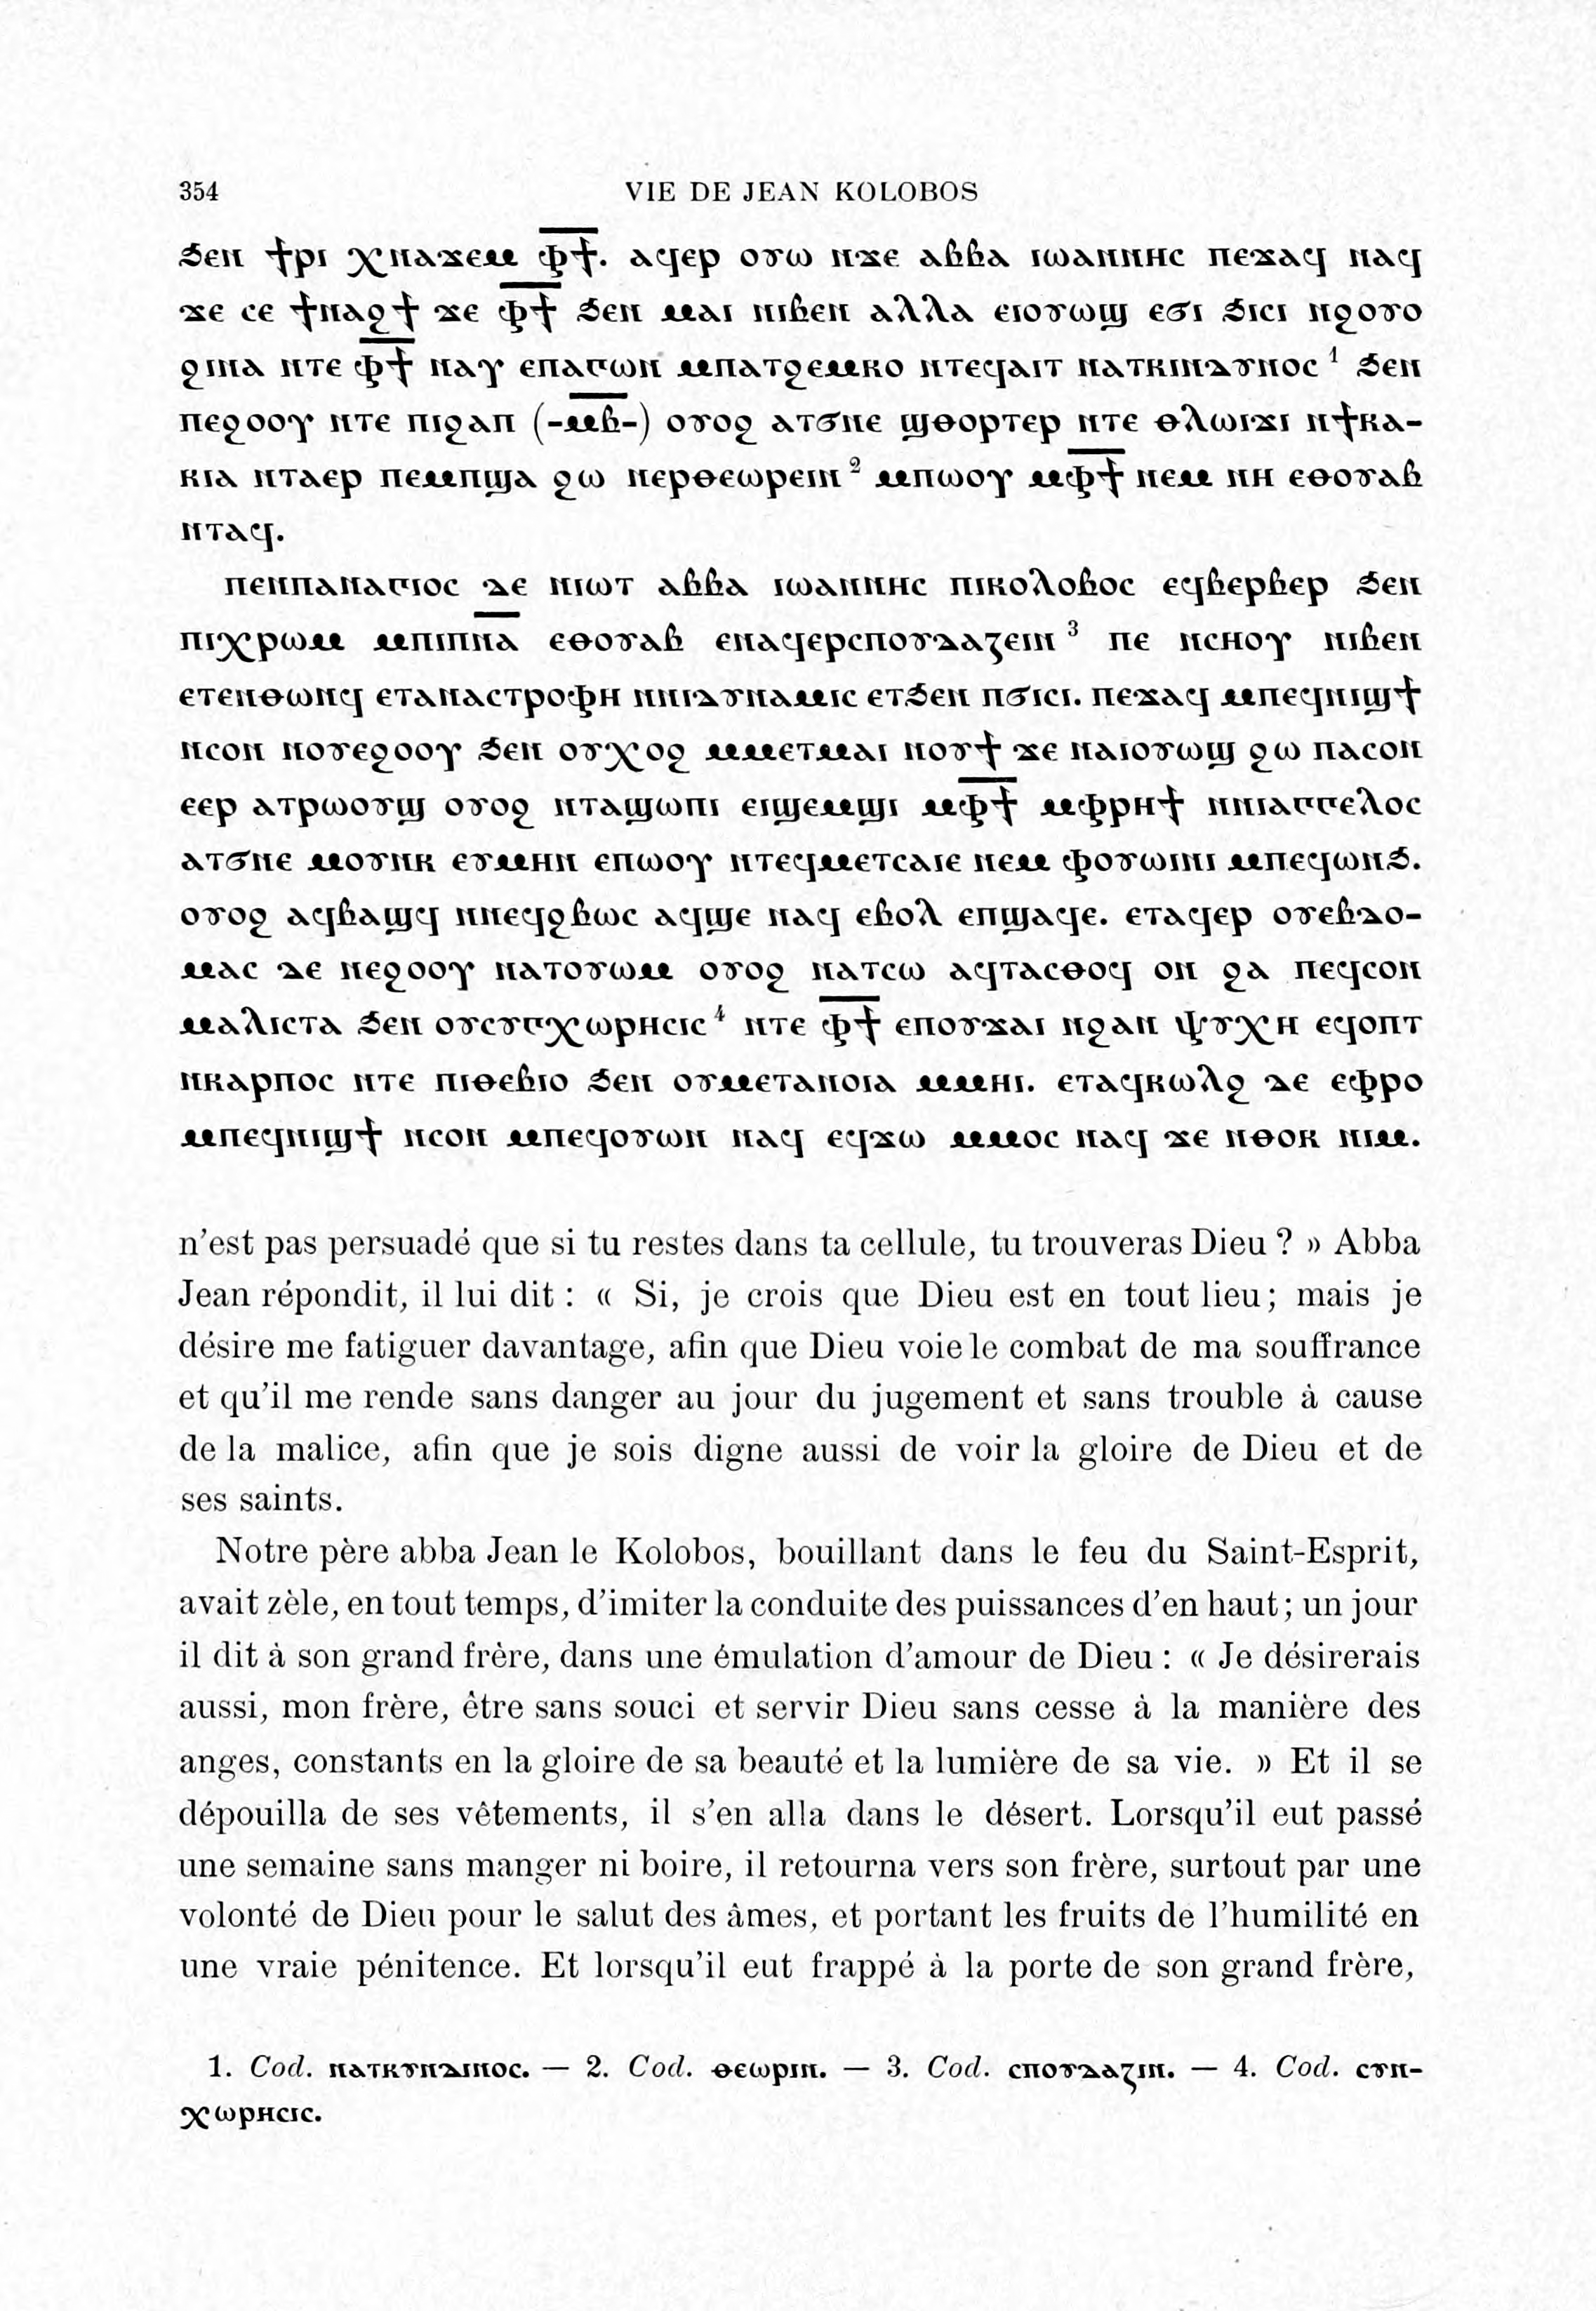 354 VIE DE JEAN KOLOBOS
ϧⲉⲛ ϯⲣⲓ ⲭⲛⲁϫⲉⲙ ⲫ̅ϯ̅. ⲁϥⲉⲣ ⲟⲩⲱ ⲛϫⲉ ⲁⲃⲃⲁ ⲓⲱⲁⲛⲛⲏⲥ ⲡⲉϫⲁϥ ⲛⲁϥ
ϫⲉ ⲥⲉ ϯⲛⲁϩϯ ϫⲉ ⲫ̅ϯ̅ ϧⲉⲛ ⲙⲁⲓ ⲛⲓⲃⲉⲛ ⲁⲗⲗⲁ ⲉⲓⲟⲩⲱϣ ⲉϭⲓ ϧⲓⲥⲓ ⲛϩⲟⲩⲟ
ϩⲓⲛⲁ ⲛⲧⲉ ⲫ̅ϯ̅ ⲛⲁⲩ ⲉⲡⲁⲅⲱⲛ ⲙⲡⲁⲧϩⲉⲙⲕⲟ ⲛⲧⲉϥⲁⲓⲧ ⲛⲁⲧⲕⲓⲛⲇⲩⲛⲟⲥ ¹ ϧⲉⲛ
ⲡⲉϩⲟⲟⲩ ⲛⲧⲉ ⲡⲓϩⲁⲡ (-ⲙ̅ⲃ̅-) ⲟⲩⲟϩ ⲁⲧϭⲛⲉ ϣⲑⲟⲣⲧⲉⲣ ⲛⲧⲉ ⲑⲗⲱⲓϫⲓ ⲛϯⲕⲁ-
ⲕⲓⲁ ⲛⲧⲁⲉⲣ ⲡⲉⲙⲡϣⲁ ϩⲱ ⲛⲉⲣⲑⲉⲱⲣⲉⲓⲛ ² ⲙⲡⲱⲟⲩ ⲙⲫ̅ϯ̅ ⲛⲉⲙ ⲛⲏ ⲉⲑⲟⲩⲁⲃ
ⲛⲧⲁϥ.
ⲡⲉⲛⲡⲁⲛⲁⲅⲓⲟⲥ ⲇⲉ ⲛⲓⲱⲧ ⲁⲃⲃⲁ ⲓⲱⲁⲛⲛⲏⲥ ⲡⲓⲕⲟⲗⲟⲃⲟⲥ ⲉϥⲃⲉⲣⲃⲉⲣ ϧⲉⲛ
ⲡⲓⲭⲣⲱⲙ ⲙⲡⲓⲡⲛ̅ⲁ̅ ⲉⲑⲟⲩⲁⲃ ⲉⲛⲁϥⲉⲣⲥⲡⲟⲩⲇⲁⲍⲉⲓⲛ ³ ⲡⲉ ⲛⲥⲏⲟⲩ ⲛⲓⲃⲉⲛ
ⲉⲧⲉⲛⲑⲱⲛϥ ⲉⲧⲁⲛⲁⲥⲧⲣⲟⲫⲏ ⲛⲛⲓⲇⲩⲛⲁⲙⲓⲥ ⲉⲧϧⲉⲛ ⲡϭⲓⲥⲓ. ⲡⲉϫⲁϥ ⲙⲡⲉϥⲛⲓϣϯ
ⲛⲥⲟⲛ ⲛⲟⲩⲉϩⲟⲟⲩ ϧⲉⲛ ⲟⲩⲭⲟϩ ⲙⲙⲉⲧⲙⲁⲓ ⲛⲟⲩϯ ϫⲉ ⲛⲁⲓⲟⲩⲱϣ ϩⲱ ⲡⲁⲥⲟⲛ
ⲉⲉⲣ ⲁⲧⲣⲱⲟⲩϣ ⲟⲩⲟϩ ⲛⲧⲁϣⲱⲡⲓ ⲉⲓϣⲉⲙϣⲓ ⲙⲫ̅ϯ̅ ⲙⲫⲣⲏϯ ⲛⲛⲓⲁⲅⲅⲉⲗⲟⲥ
ⲁⲧϭⲛⲉ ⲙⲟⲩⲛⲕ ⲉⲩⲙⲏⲛ ⲉⲡⲱⲟⲩ ⲛⲧⲉϥⲙⲉⲧⲥⲁⲓⲉ ⲛⲉⲙ ⲫⲟⲩⲱⲓⲛⲓ ⲙⲡⲉϥⲱⲛϧ.
ⲟⲩⲟϩ ⲁϥⲃⲁϣϥ ⲛⲛⲉϥϩⲃⲱⲥ ⲁϥϣⲉ ⲛⲁϥ ⲉⲃⲟⲗ ⲉⲡϣⲁϥⲉ. ⲉⲧⲁϥⲉⲣ ⲟⲩⲉⲃⲇⲟ-
ⲙⲁⲥ ⲇⲉ ⲛⲉϩⲟⲟⲩ ⲛⲁⲧⲟⲩⲱⲙ ⲟⲩⲟϩ ⲛⲁⲧⲥⲱ ⲁϥⲧⲁⲥⲑⲟϥ ⲟⲛ ϩⲁ ⲡⲉϥⲥⲟⲛ
ⲙⲁⲗⲓⲥⲧⲁ ϧⲉⲛ ⲟⲩⲥⲩⲅⲭⲱⲣⲏⲥⲓⲥ ⁴ ⲛⲧⲉ ⲫ̅ϯ̅ ⲉⲡⲟⲩϫⲁⲓ ⲛϩⲁⲛ ⲯⲩⲭⲏ ⲉϥⲟⲡⲧ
ⲛⲕⲁⲣⲡⲟⲥ ⲛⲧⲉ ⲡⲓⲑⲉⲃⲓⲟ ϧⲉⲛ ⲟⲩⲙⲉⲧⲁⲛⲟⲓⲁ ⲙⲙⲏⲓ. ⲉⲧⲁϥⲕⲱⲗϩ ⲇⲉ ⲉⲫⲣⲟ
ⲙⲡⲉϥⲛⲓϣϯ ⲛⲥⲟⲛ ⲙⲡⲉϥⲟⲩⲱⲛ ⲛⲁϥ ⲉϥϫⲱ ⲙⲙⲟⲥ ⲛⲁϥ ϫⲉ ⲛⲑⲟⲕ ⲛⲓⲙ.
n'est pas persuadé que si tu restes dans ta cellule, tu trouveras Dieu ? » Abba
Jean répondit, il lui dit : « Si, je crois que Dieu est en tout lieu; mais je
désire me fatiguer davantage, afin que Dieu voie le combat de ma souffrance
et qu'il me rende sans danger au jour du jugement et sans trouble à cause
de la malice, afin que je sois digne aussi de voir la gloire de Dieu et de
ses saints.
Notre père abba Jean le Kolobos, bouillant dans le feu du Saint-Esprit,
avait zèle, en tout temps, d'imiter la conduite des puissances d'en haut; un jour
il dit à son grand frère, dans une émulation d'amour de Dieu : « Je désirerais
aussi, mon frère, être sans souci et servir Dieu sans cesse à la manière des
anges, constants en la gloire de sa beauté et la lumière de sa vie. » Et il se
dépouilla de ses vêtements, il s'en alla dans le désert. Lorsqu'il eut passé
une semaine sans manger ni boire, il retourna vers son frère, surtout par une
volonté de Dieu pour le salut des âmes, et portant les fruits de l'humilité en
une vraie pénitence. Et lorsqu'il eut frappé à la porte de son grand frère,
1. Cod. ⲛⲁⲧⲕⲩⲛⲇⲓⲛⲟⲥ. — 2. Cod. ⲑⲉⲱⲣⲓⲛ. — 3. Cod. ⲥⲡⲟⲩⲇⲁⲍⲓⲛ. — 4. Cod. ⲥⲩⲛ-
ⲭⲱⲣⲏⲥⲓⲥ.